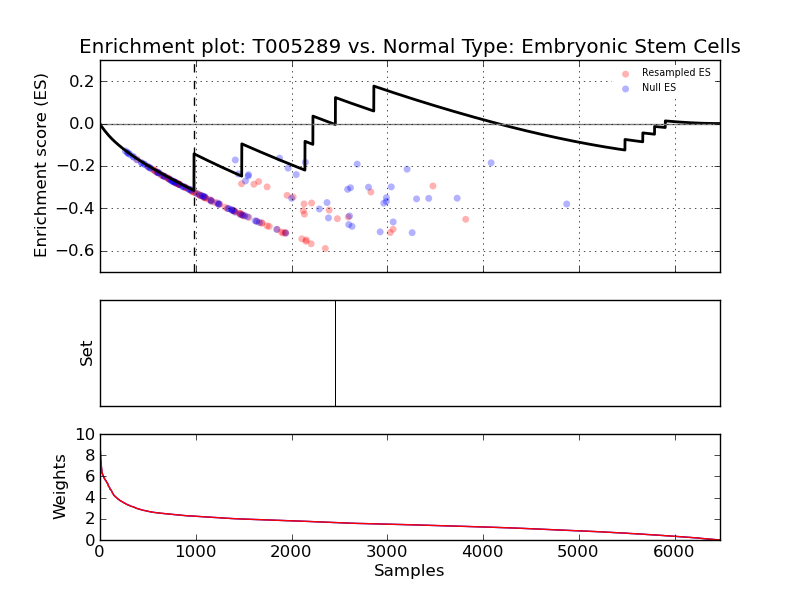 Enrichment plot: T005289 vs. Normal Type: Embryonic Stem Cells
Enrichment score (ES)
0.2
0.0
−0.2
−0.4
−0.6
Resampled ES
Null ES
Set
Weights
10
8
6
4
2
0
0 1000 2000 3000 4000 5000 6000
Samples